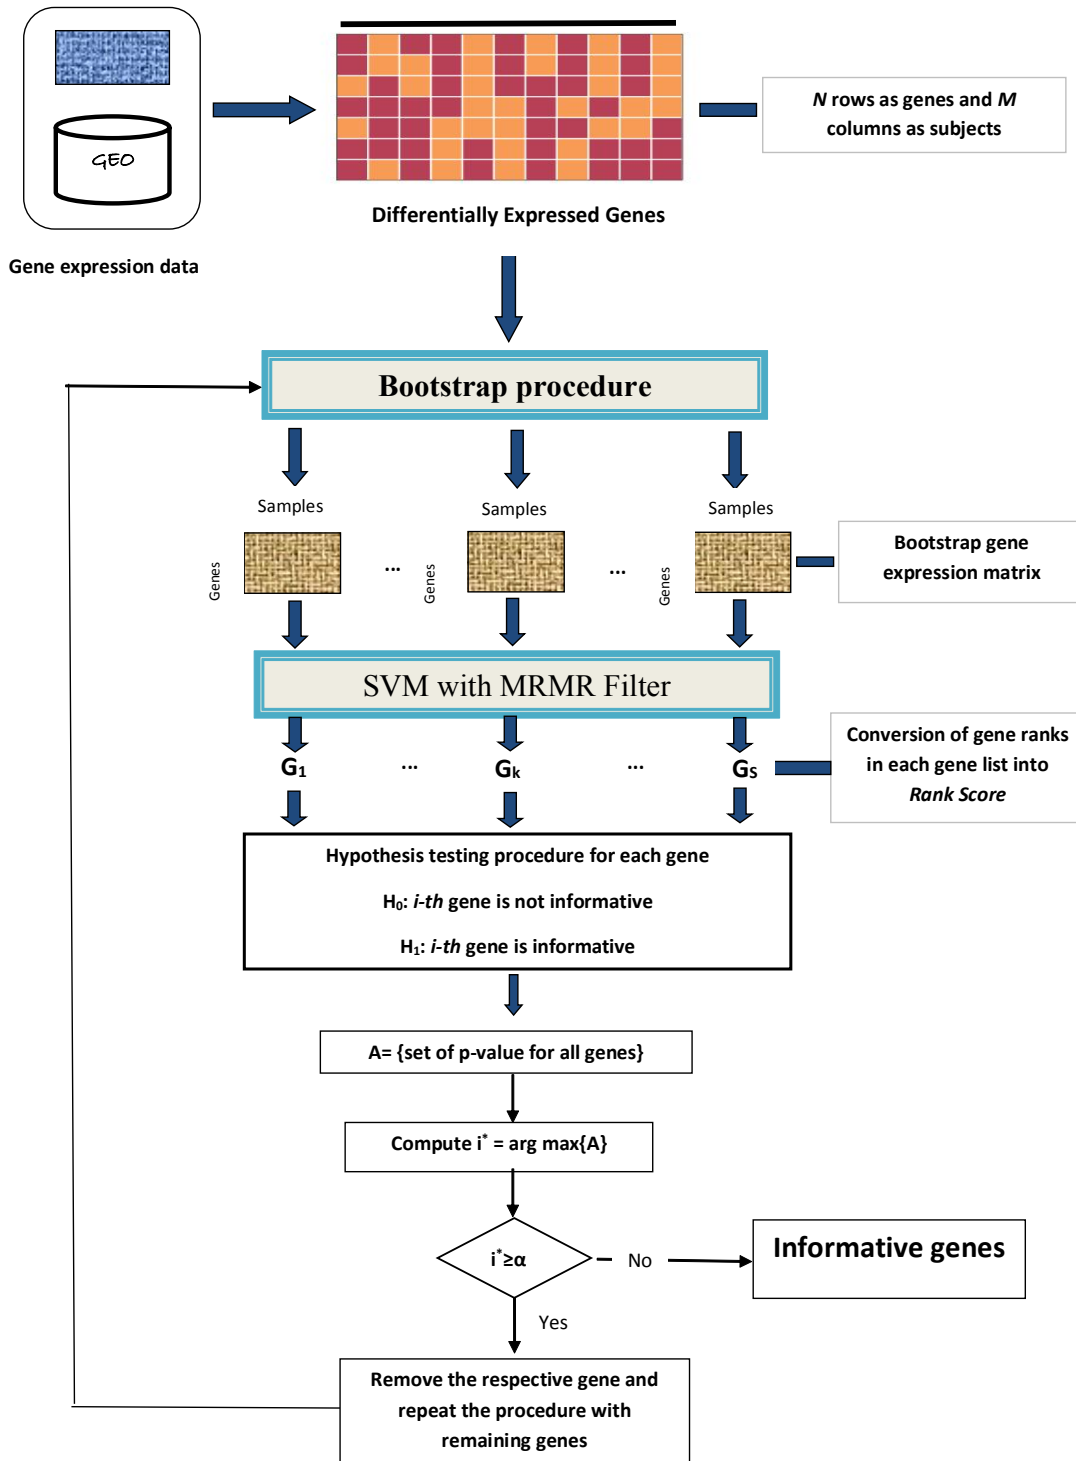 GEO
Gene expression data
Differentially Expressed Genes
N rows as genes and M
columns as subjects
Bootstrap procedure
Samples
Samples
Samples
Genes
...
Genes
...
Genes
Bootstrap gene
expression matrix
SVM with MRMR Filter
G₁
...
Gₖ
...
G_S
Conversion of gene ranks
in each gene list into
Rank Score
Hypothesis testing procedure for each gene
H₀: i-th gene is not informative
H₁: i-th gene is informative
A= {set of p-value for all genes}
Compute i* = arg max{A}
i*≥α
No
Informative genes
Yes
Remove the respective gene and
repeat the procedure with
remaining genes